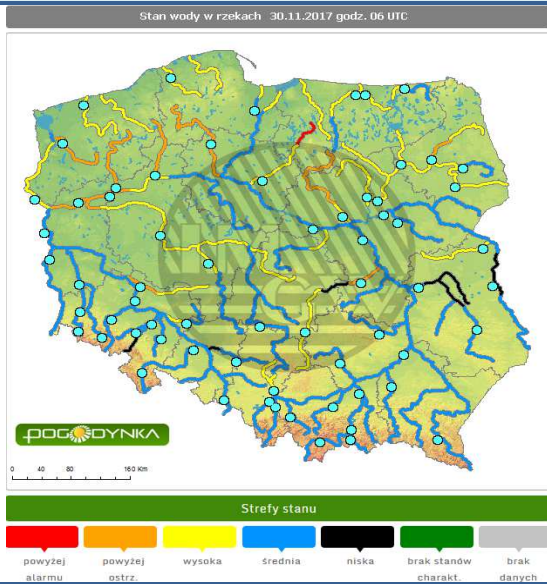 Stan wody w rzekach 30.11.2017 godz. 06 UTC
POGODYNKA
0 40 80 160 Km
Strefy stanu
powyżej alarmu
powyżej ostrz.
wysoka
średnia
niska
brak stanów charakt.
brak danych